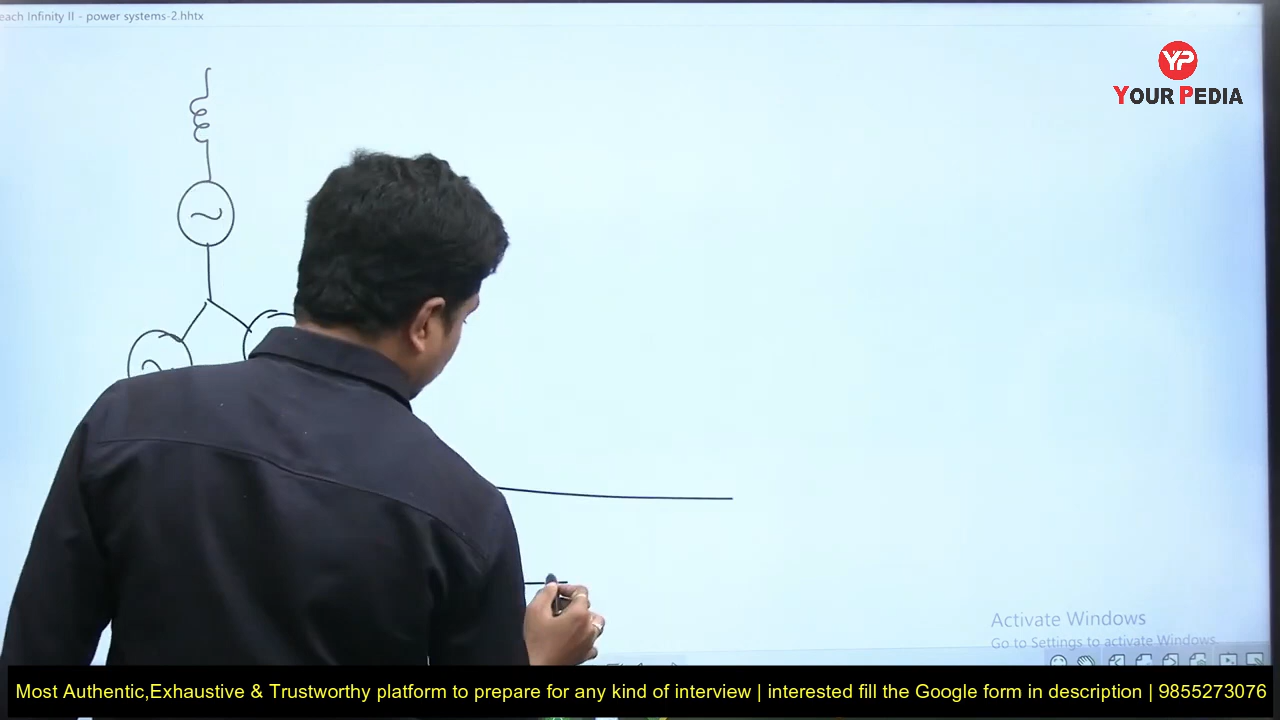 each Infinity II - power systems-2.hhtx
YP
YOUR PEDIA
Activate Windows
Go to Settings to activate Windows.
Most Authentic,Exhaustive & Trustworthy platform to prepare for any kind of interview | interested fill the Google form in description | 9855273076